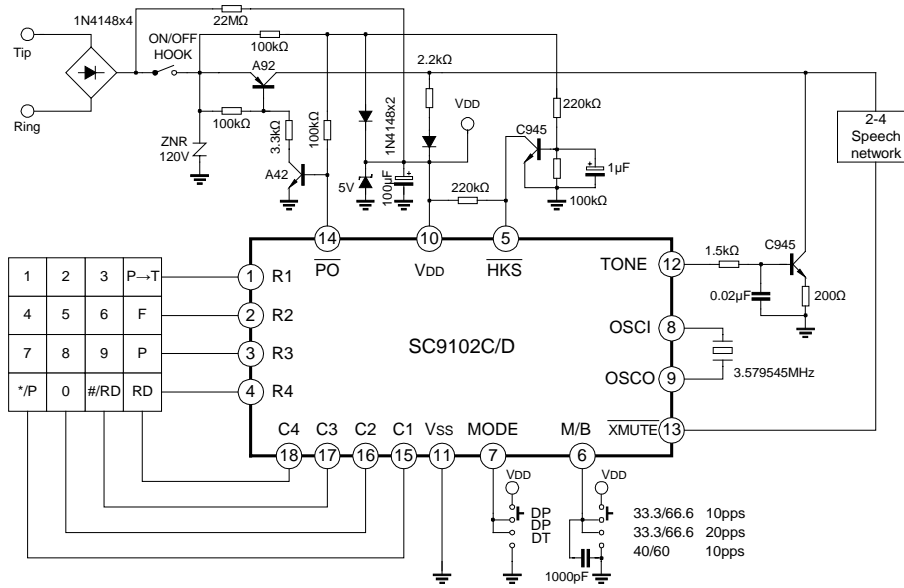 1N4148x4
22MΩ
Tip
ON/OFF
HOOK
100kΩ
A92
2.2kΩ
VDD
220kΩ
2-4
Speech
network
Ring
100kΩ
3.3kΩ
100kΩ
1N4148x2
C945
ZNR
120V
A42
5V
100µF
220kΩ
1µF
100kΩ
14
10
5
PO
VDD
HKS
TONE
12
1.5kΩ
C945
0.02µF
200Ω
1 2 3 P→T
1
R1
4 5 6 F
2
R2
OSCI
8
7 8 9 P
3
R3
SC9102C/D
3.579545MHz
*/P 0 #/RD RD
4
R4
OSCO
9
C4
C3
C2
C1
VSS
MODE
M/B
XMUTE
13
18
17
16
15
11
7
6
VDD
VDD
DP
DP
DT
33.3/66.6 10pps
33.3/66.6 20pps
40/60 10pps
1000pF